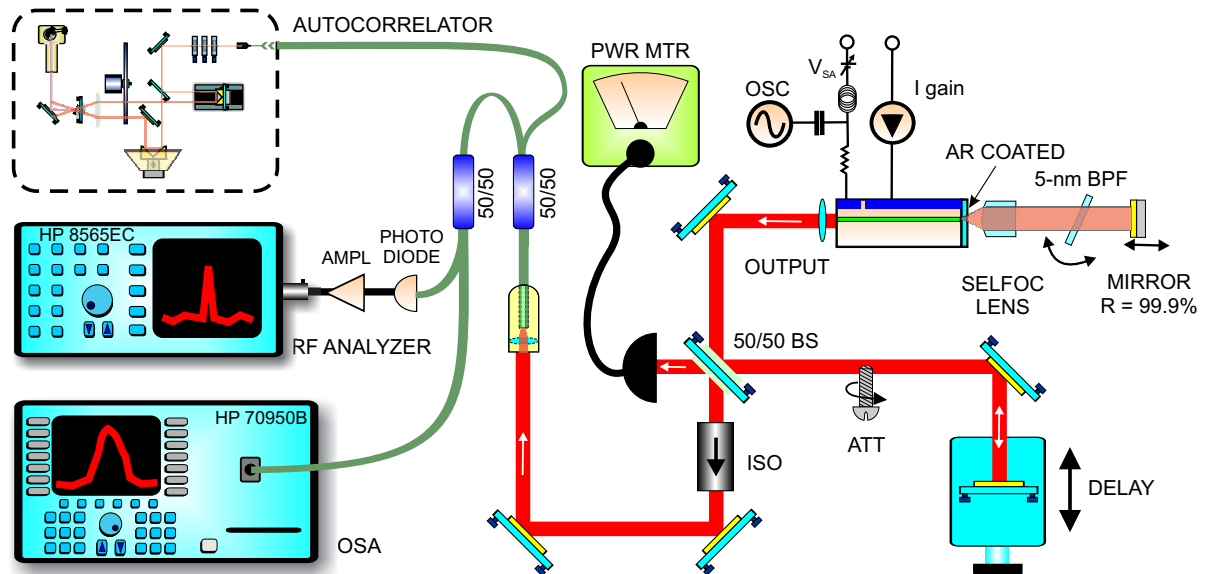 AUTOCORRELATOR
PWR MTR
V SA
OSC
I gain
AR COATED
5-nm BPF
50/50
50/50
HP 8565EC
AMPL
PHOTO
DIODE
OUTPUT
SELFOC
LENS
MIRROR
R = 99.9%
RF ANALYZER
50/50 BS
HP 70950B
ATT
ISO
DELAY
OSA